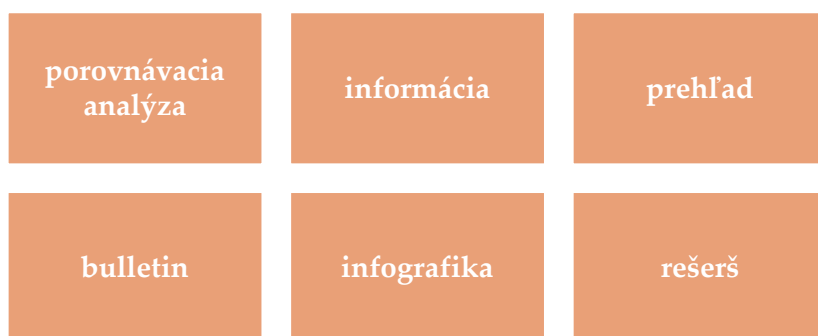 porovnávacia
analýza
informácia
prehľad
bulletin
infografika
rešerš